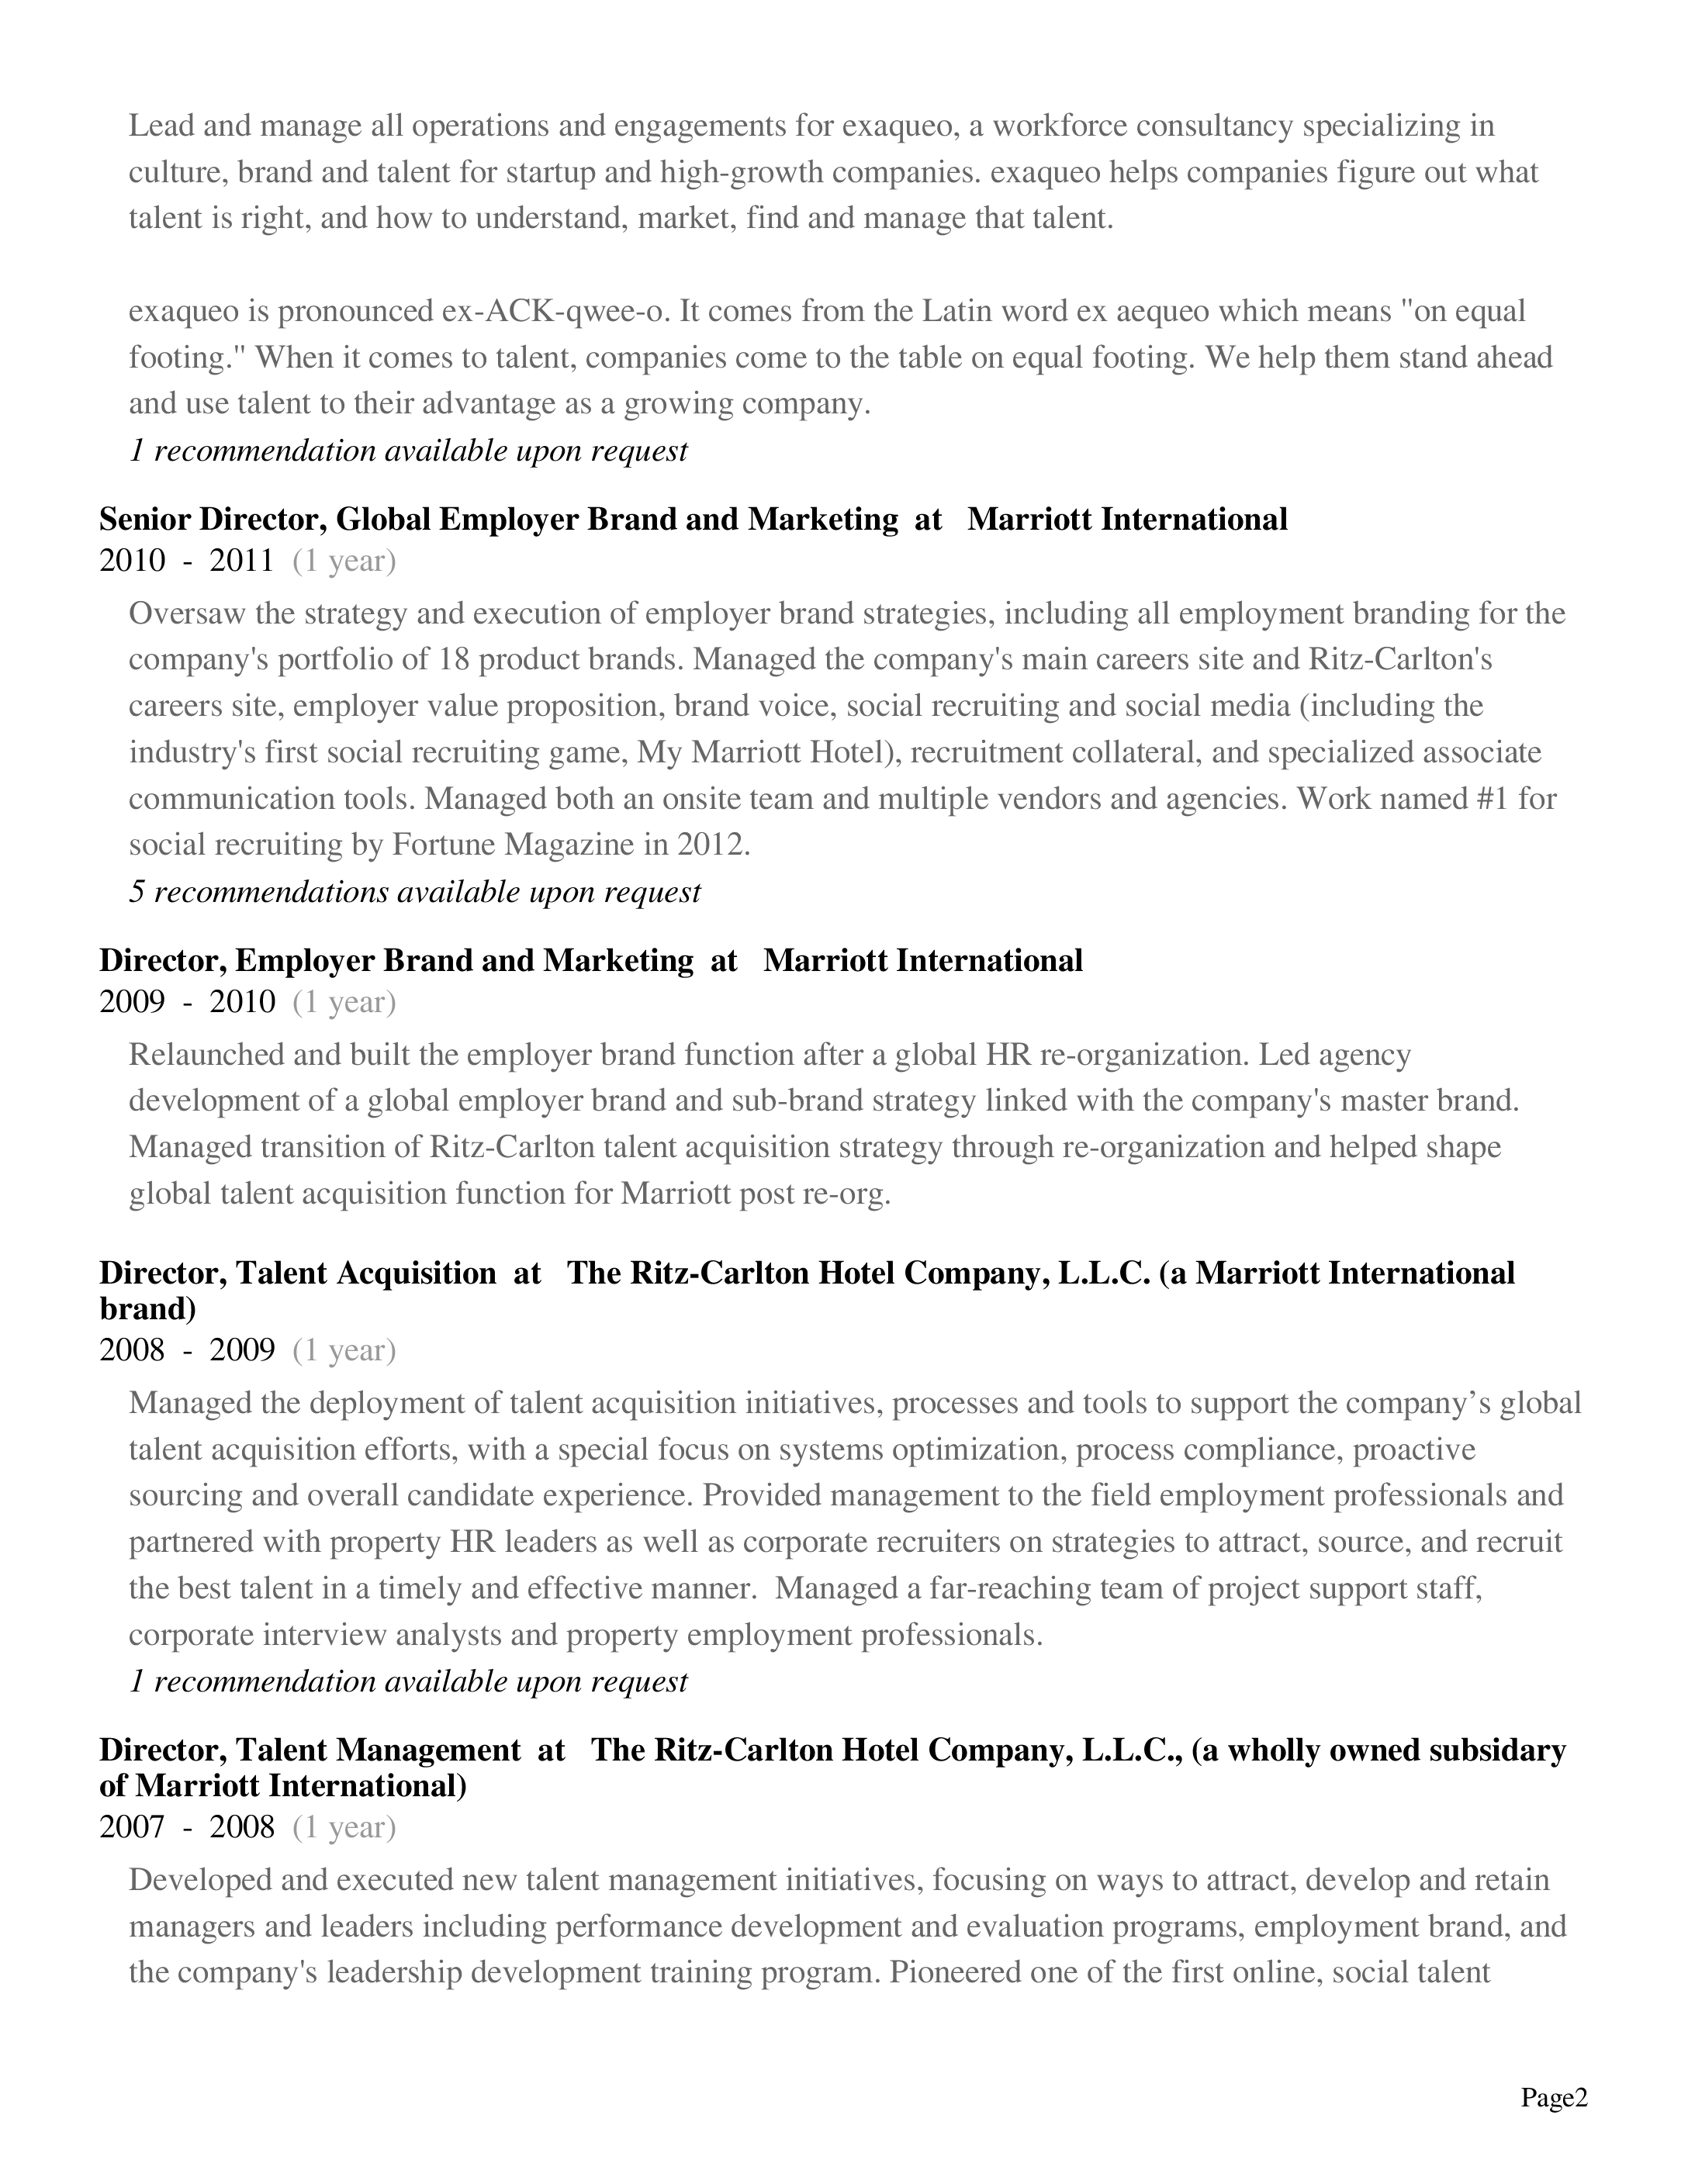 Lead and manage all operations and engagements for exaqueo, a workforce consultancy specializing in
culture, brand and talent for startup and high-growth companies. exaqueo helps companies figure out what
talent is right, and how to understand, market, find and manage that talent.
exaqueo is pronounced ex-ACK-qwee-o. It comes from the Latin word ex aequeo which means "on equal
footing." When it comes to talent, companies come to the table on equal footing. We help them stand ahead
and use talent to their advantage as a growing company.
1 recommendation available upon request
Senior Director, Global Employer Brand and Marketing at Marriott International
2010 - 2011 (1 year)
Oversaw the strategy and execution of employer brand strategies, including all employment branding for the
company's portfolio of 18 product brands. Managed the company's main careers site and Ritz-Carlton's
careers site, employer value proposition, brand voice, social recruiting and social media (including the
industry's first social recruiting game, My Marriott Hotel), recruitment collateral, and specialized associate
communication tools. Managed both an onsite team and multiple vendors and agencies. Work named #1 for
social recruiting by Fortune Magazine in 2012.
5 recommendations available upon request
Director, Employer Brand and Marketing at Marriott International
2009 - 2010 (1 year)
Relaunched and built the employer brand function after a global HR re-organization. Led agency
development of a global employer brand and sub-brand strategy linked with the company's master brand.
Managed transition of Ritz-Carlton talent acquisition strategy through re-organization and helped shape
global talent acquisition function for Marriott post re-org.
Director, Talent Acquisition at The Ritz-Carlton Hotel Company, L.L.C. (a Marriott International
brand)
2008 - 2009 (1 year)
Managed the deployment of talent acquisition initiatives, processes and tools to support the company’s global
talent acquisition efforts, with a special focus on systems optimization, process compliance, proactive
sourcing and overall candidate experience. Provided management to the field employment professionals and
partnered with property HR leaders as well as corporate recruiters on strategies to attract, source, and recruit
the best talent in a timely and effective manner.  Managed a far-reaching team of project support staff,
corporate interview analysts and property employment professionals.
1 recommendation available upon request
Director, Talent Management at The Ritz-Carlton Hotel Company, L.L.C., (a wholly owned subsidary
of Marriott International)
2007 - 2008 (1 year)
Developed and executed new talent management initiatives, focusing on ways to attract, develop and retain
managers and leaders including performance development and evaluation programs, employment brand, and
the company's leadership development training program. Pioneered one of the first online, social talent
Page2